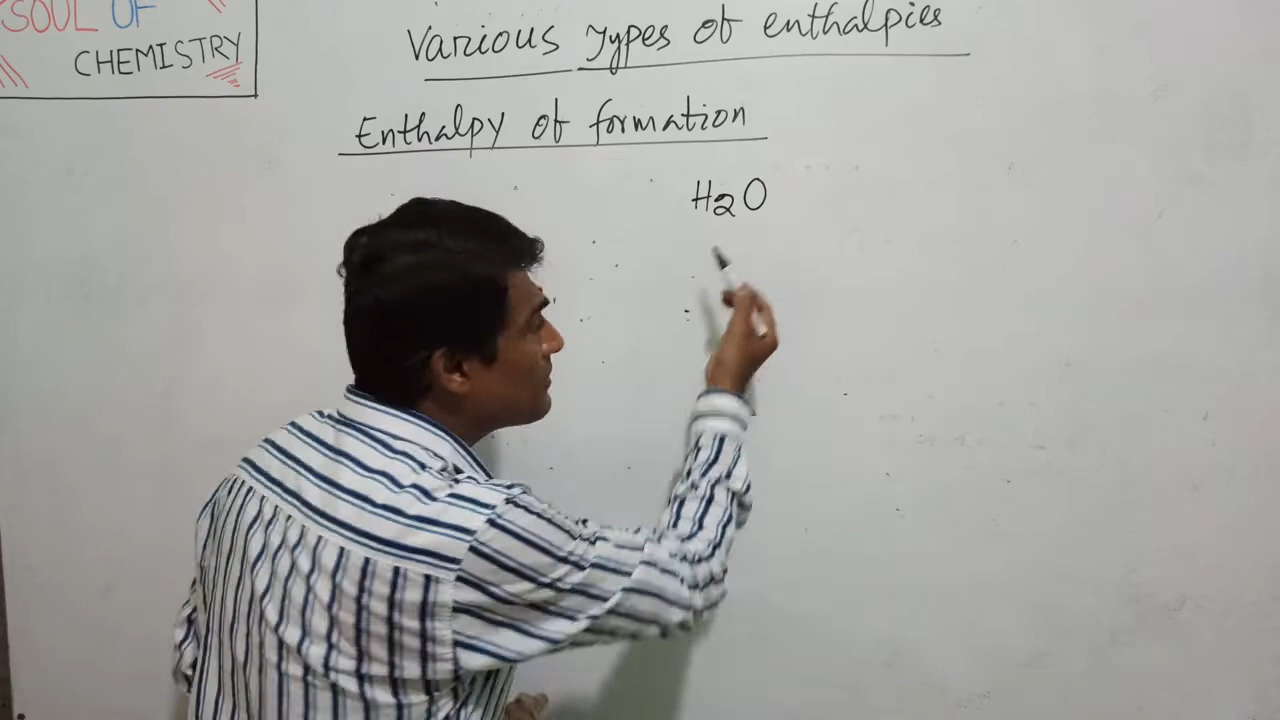 SOUL OF
CHEMISTRY
Various Types of enthalpies
Enthalpy of formation
H2O